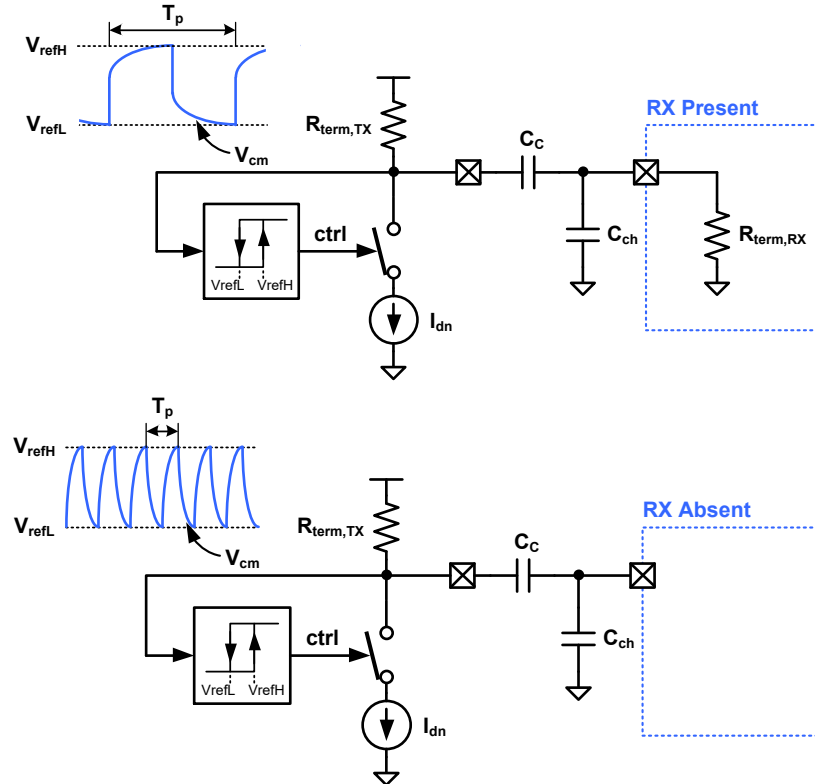 Tp
VrefH
VrefL
Vcm
Rterm,TX
CC
RX Present
Cch
Rterm,RX
ctrl
VrefL VrefH
Idn
Tp
VrefH
VrefL
Vcm
Rterm,TX
CC
RX Absent
Cch
ctrl
VrefL VrefH
Idn